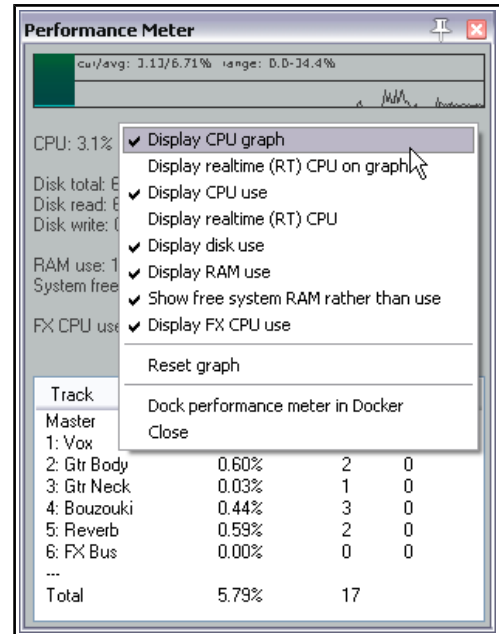 Performance Meter
cur/avg: 3.13/6.71% range: 0.0-34.4%
CPU: 3.1%
Disk total:
Disk read:
Disk write:
RAM use: 1
System free
FX CPU use
Display CPU graph
Display realtime (RT) CPU on graph
Display CPU use
Display realtime (RT) CPU
Display disk use
Display RAM use
Show free system RAM rather than use
Display FX CPU use
Reset graph
Dock performance meter in Docker
Close
Track
Master
1: Vox
2: Gtr Body 0.60% 2 0
3: Gtr Neck 0.03% 1 0
4: Bouzouki 0.44% 3 0
5: Reverb 0.59% 2 0
6: FX Bus 0.00% 0 0
---
Total 5.79% 17